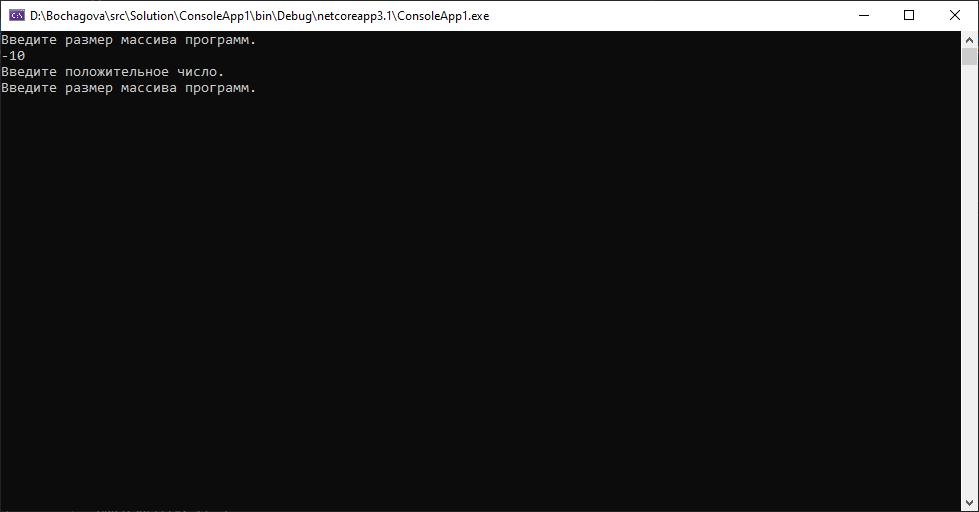 D:\Bochagova\src\Solution\ConsoleApp1\bin\Debug\netcoreapp3.1\ConsoleApp1.exe
Введите размер массива программ.
-10
Введите положительное число.
Введите размер массива программ.